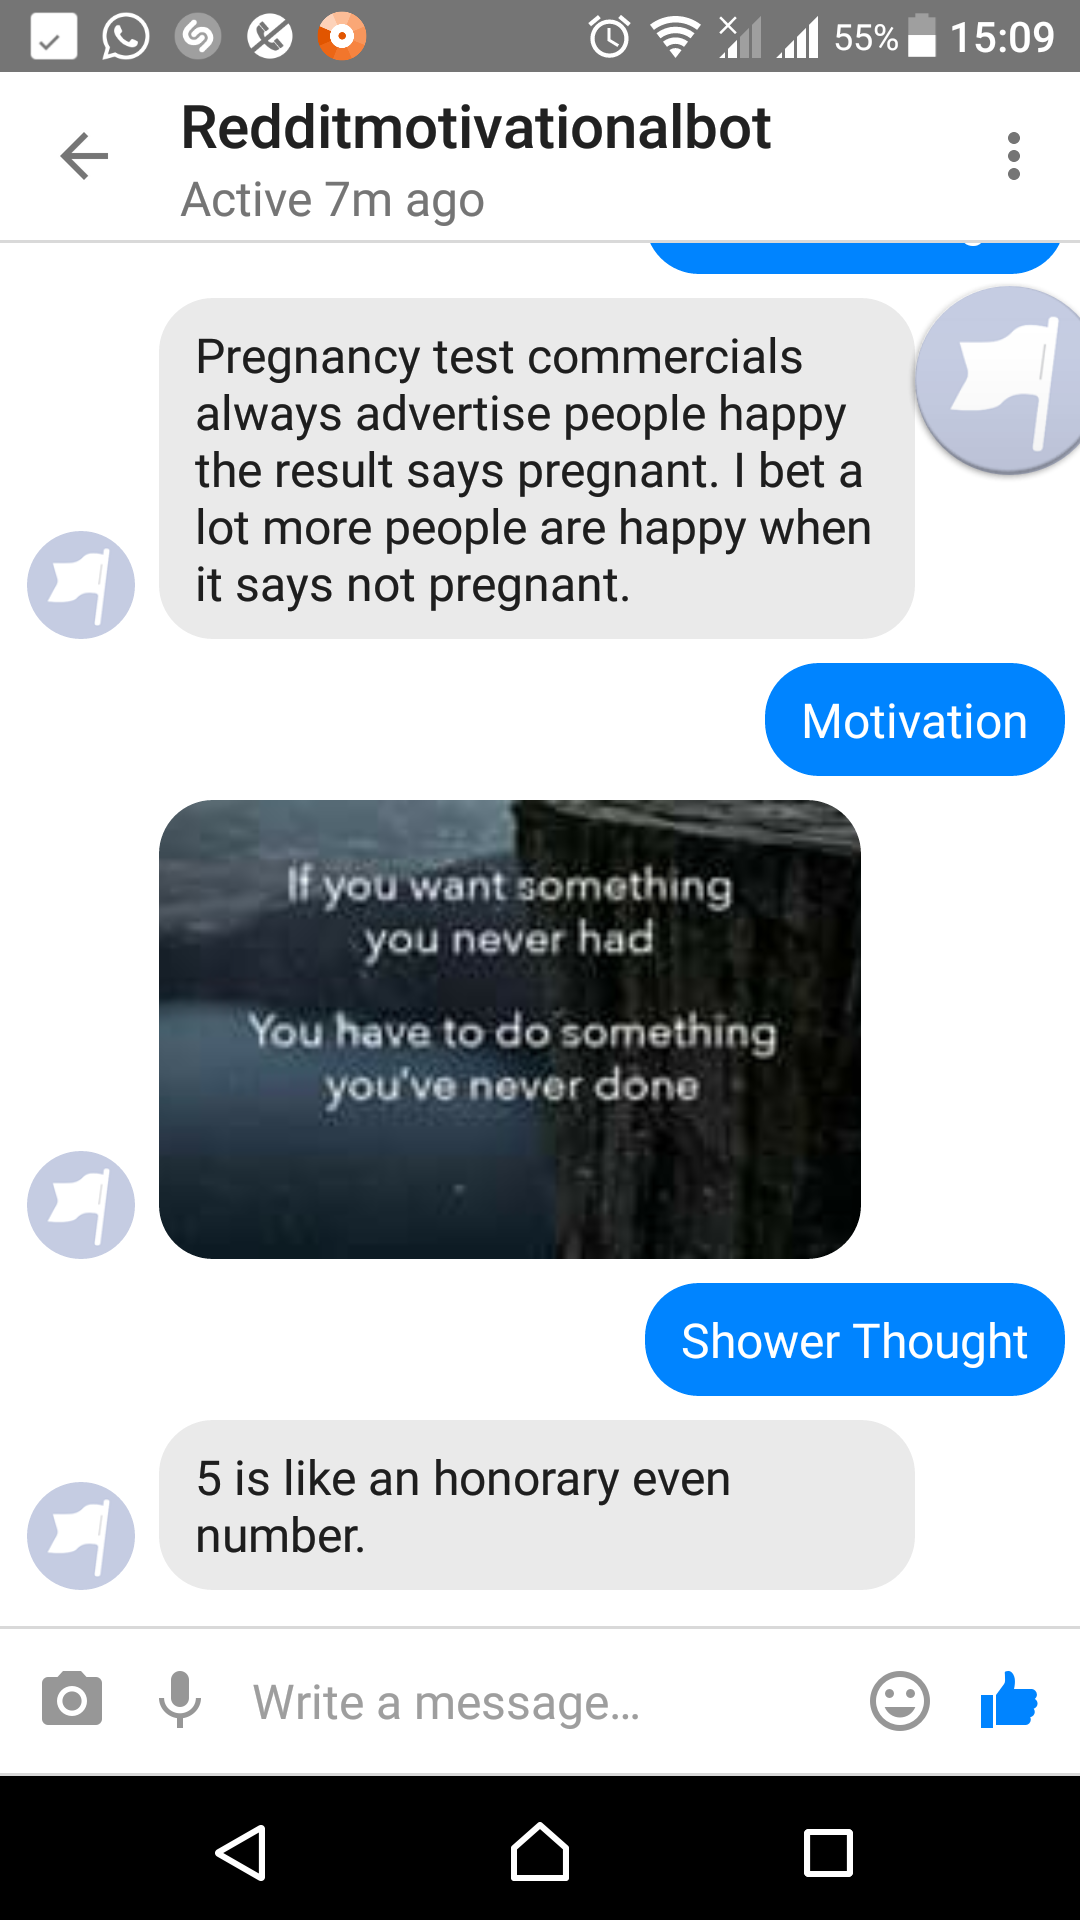 55% 15:09
Redditmotivationalbot
Active 7m ago
Pregnancy test commercials
always advertise people happy
the result says pregnant. I bet a
lot more people are happy when
it says not pregnant.
Motivation
If you want something
you never had
You have to do something
you've never done
Shower Thought
5 is like an honorary even
number.
Write a message...